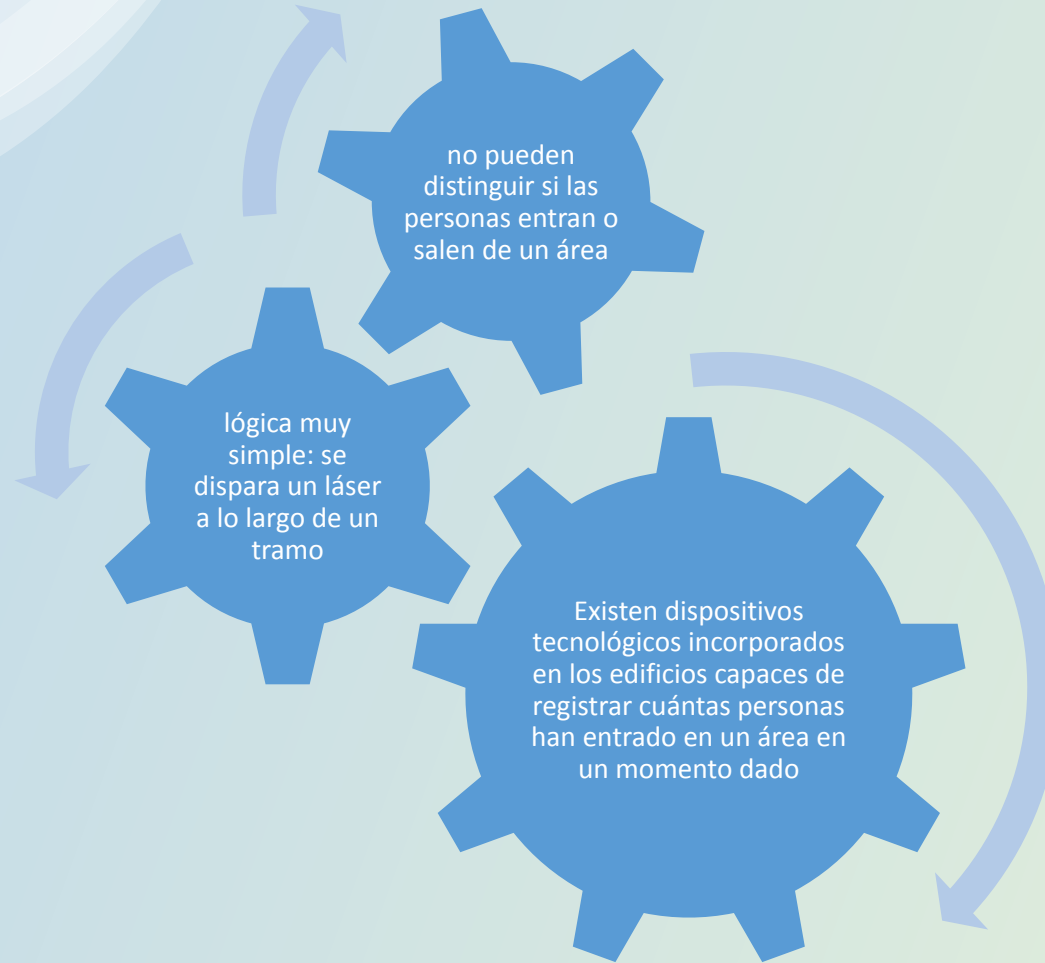 no pueden
distinguir si las
personas entran o
salen de un área
lógica muy
simple: se
dispara un láser
a lo largo de un
tramo
Existen dispositivos
tecnológicos incorporados
en los edificios capaces de
registrar cuántas personas
han entrado en un área en
un momento dado